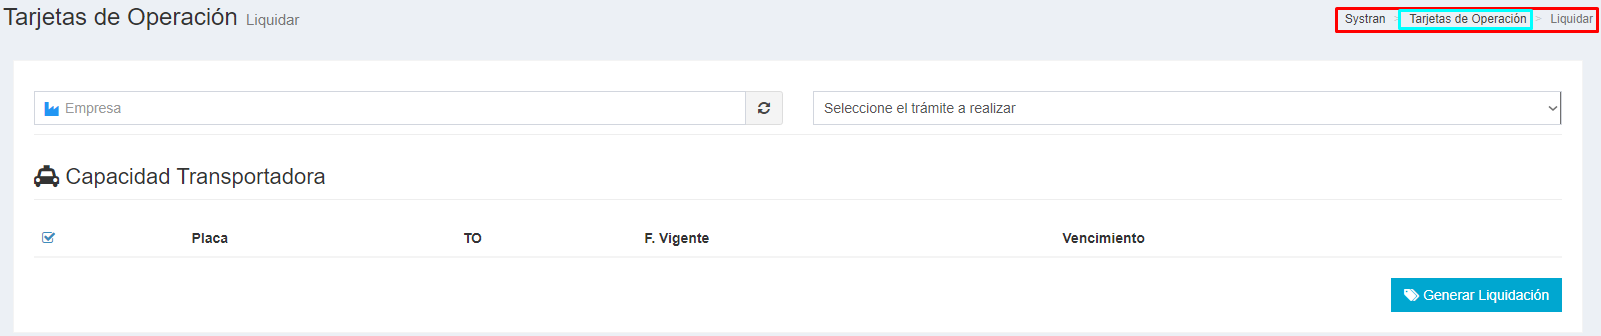 Tarjetas de Operación Liquidar
Systran > Tarjetas de Operación > Liquidar
Empresa
Seleccione el trámite a realizar
Capacidad Transportadora
Placa TO F. Vigente Vencimiento
Generar Liquidación